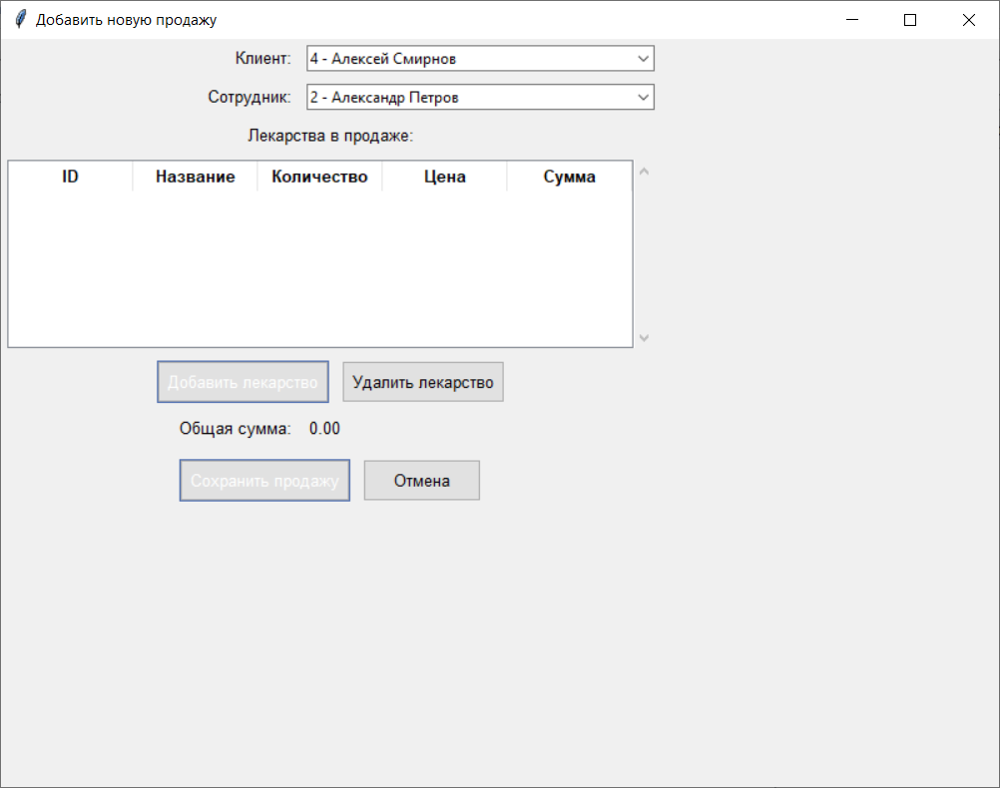 Добавить новую продажу
Клиент: 4 - Алексей Смирнов
Сотрудник: 2 - Александр Петров
Лекарства в продаже:
ID Название Количество Цена Сумма
Добавить лекарство Удалить лекарство
Общая сумма: 0.00
Сохранить продажу Отмена